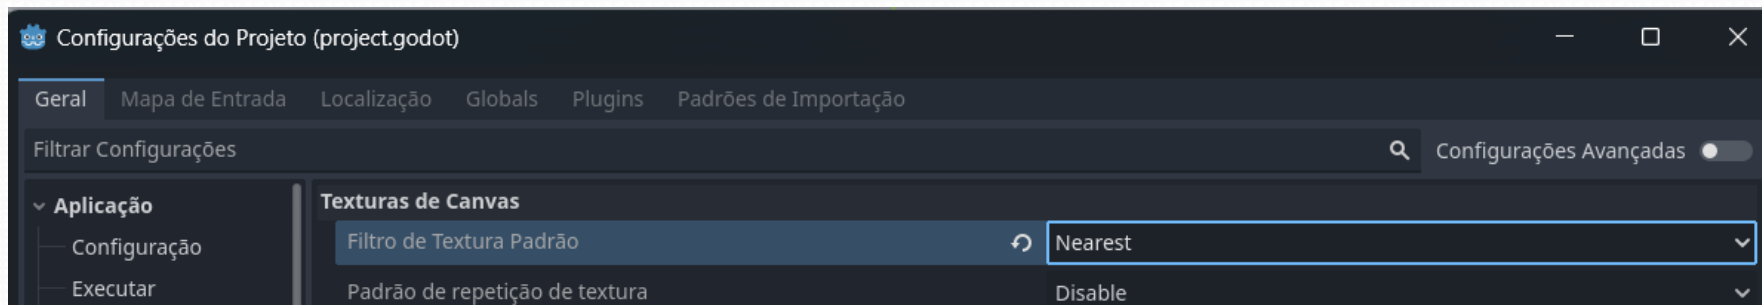 Configurações do Projeto (project.godot)
Geral Mapa de Entrada Localização Globals Plugins Padrões de Importação
Filtrar Configurações Configurações Avançadas
Aplicação
Configuração
Executar
Texturas de Canvas
Filtro de Textura Padrão Nearest
Padrão de repetição de textura Disable